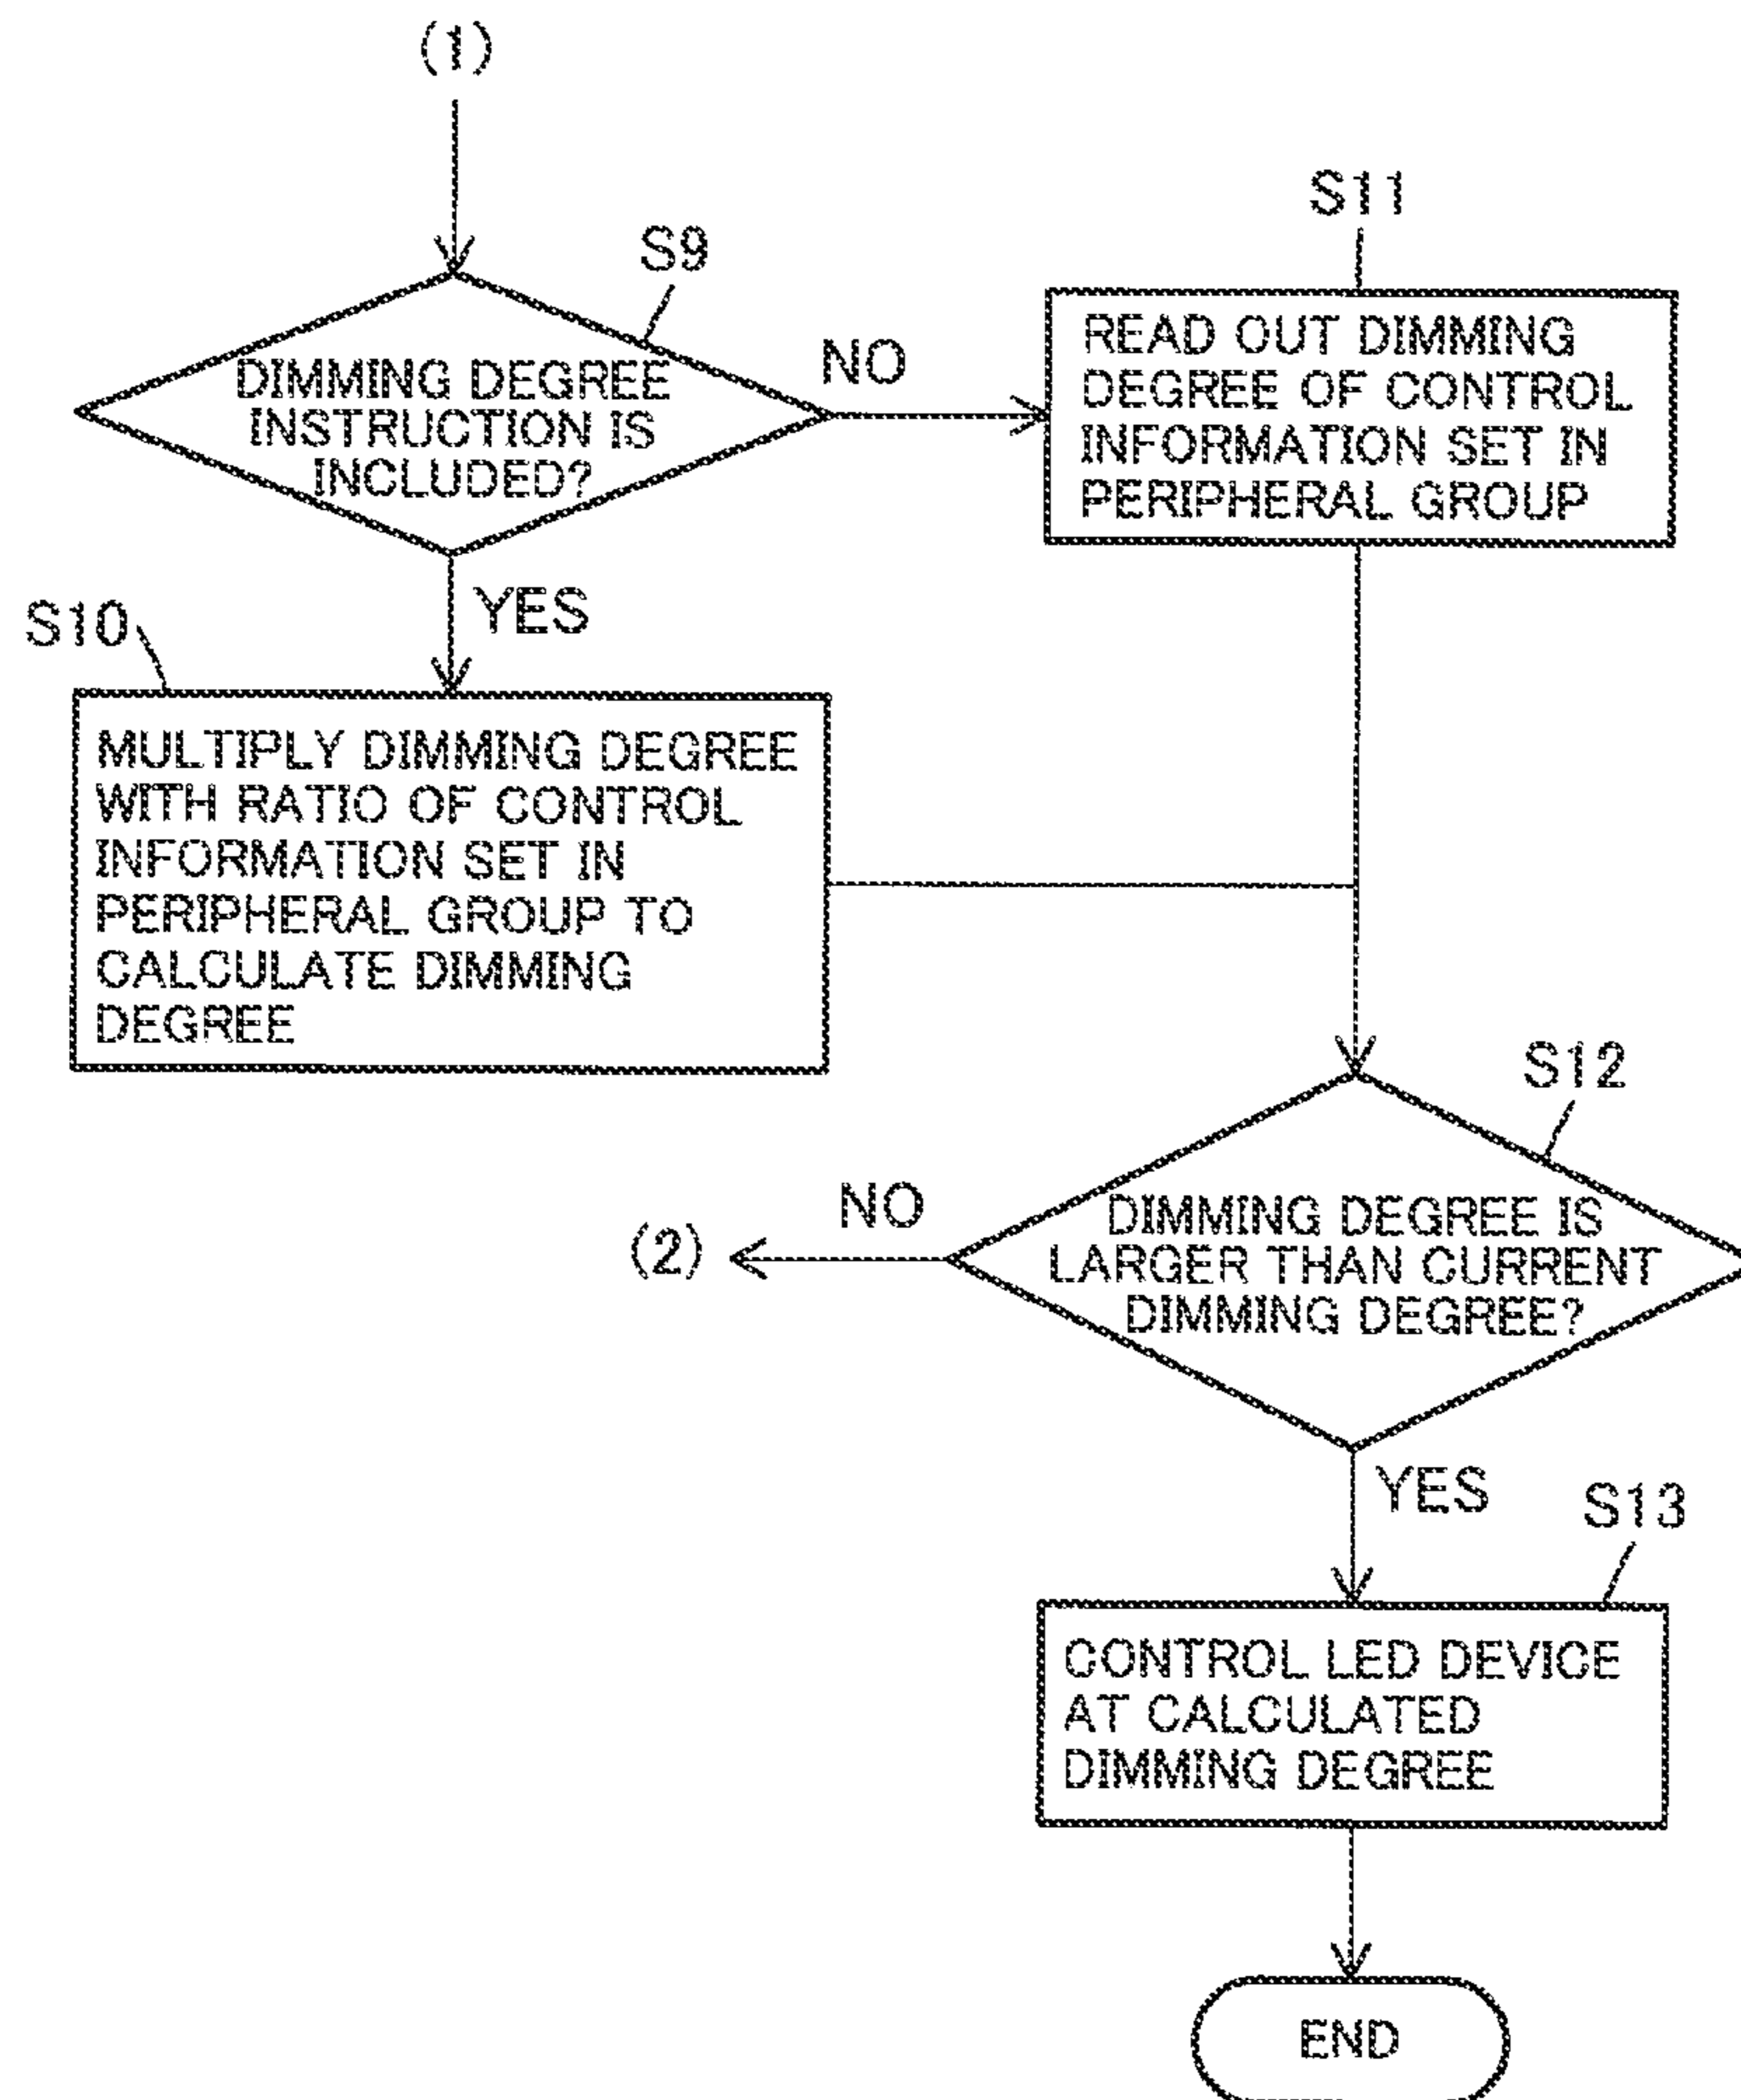 (1)
S9
DIMMING DEGREE
INSTRUCTION IS
INCLUDED?
NO
S11
READ OUT DIMMING
DEGREE OF CONTROL
INFORMATION SET IN
PERIPHERAL GROUP
YES
S10
MULTIPLY DIMMING DEGREE
WITH RATIO OF CONTROL
INFORMATION SET IN
PERIPHERAL GROUP TO
CALCULATE DIMMING
DEGREE
S12
DIMMING DEGREE IS
LARGER THAN CURRENT
DIMMING DEGREE?
NO
(2)
YES
S13
CONTROL LED DEVICE
AT CALCULATED
DIMMING DEGREE
END